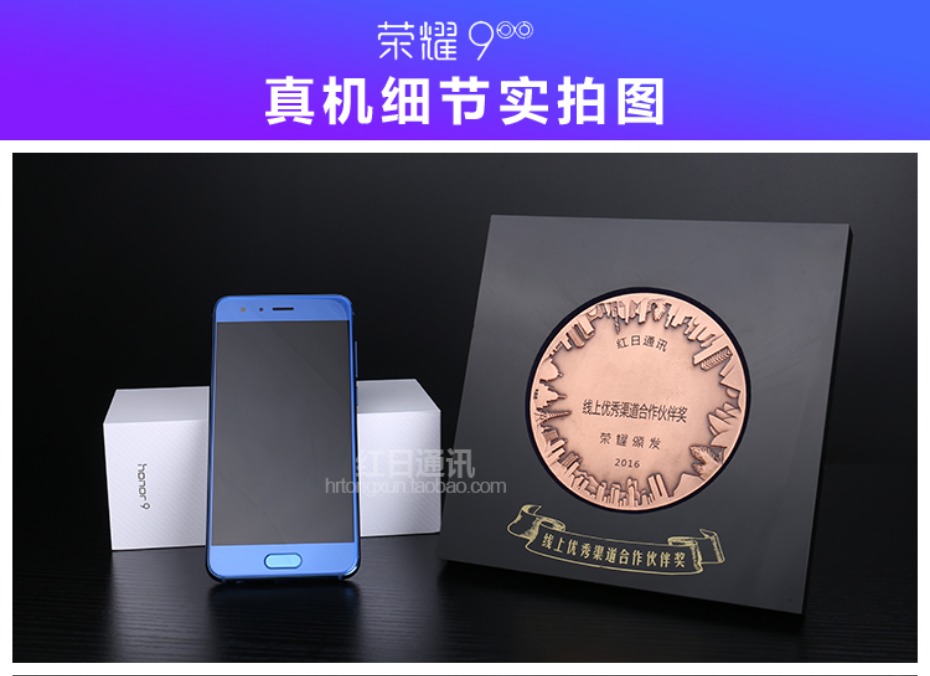 荣耀9
真机细节实拍图
honor 9
红日通讯
线上优秀渠道合作伙伴奖
荣耀颁发
2016
红日通讯
hrtongxun.taobao.com
线上优秀渠道合作伙伴奖